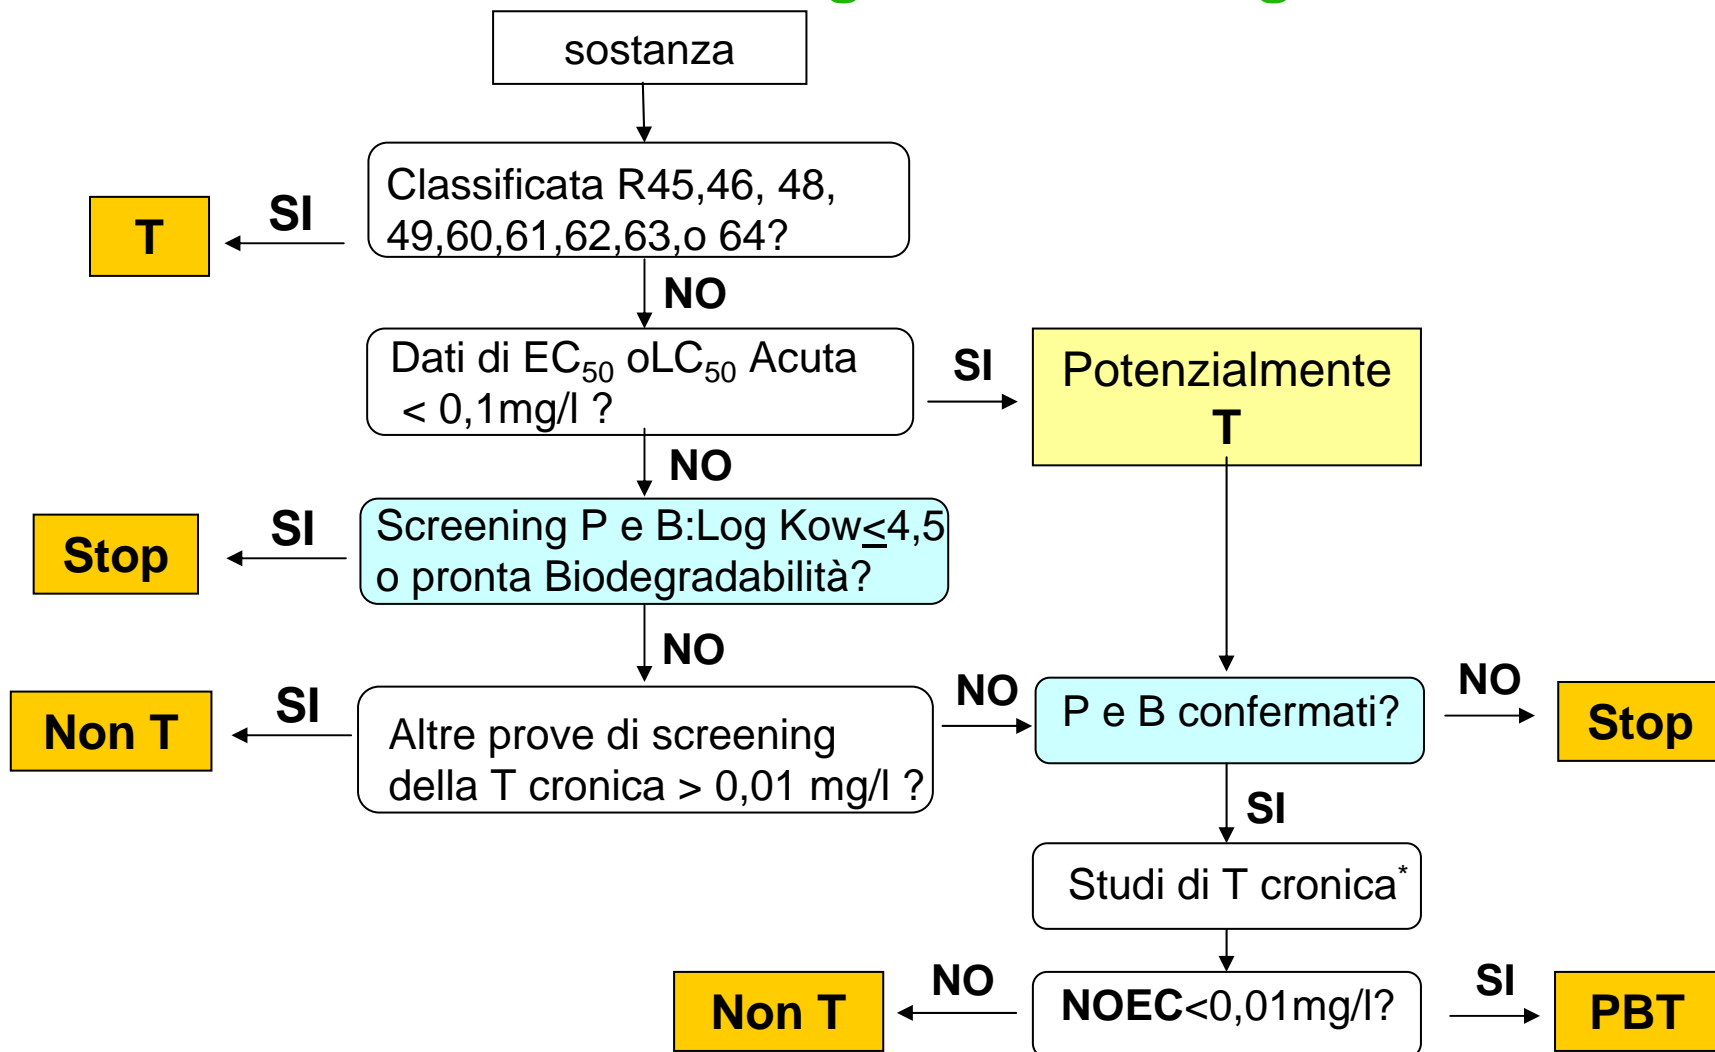 sostanza
Classificata R45,46, 48,
49,60,61,62,63,o 64?
SI
T
NO
Dati di EC50 oLC50 Acuta
< 0,1mg/l ?
SI
Potenzialmente
T
NO
Screening P e B:Log Kow≤4,5
o pronta Biodegradabilità?
SI
Stop
NO
Altre prove di screening
della T cronica > 0,01 mg/l ?
SI
Non T
NO
P e B confermati?
NO
Stop
SI
Studi di T cronica*
NOEC<0,01mg/l?
NO
Non T
SI
PBT